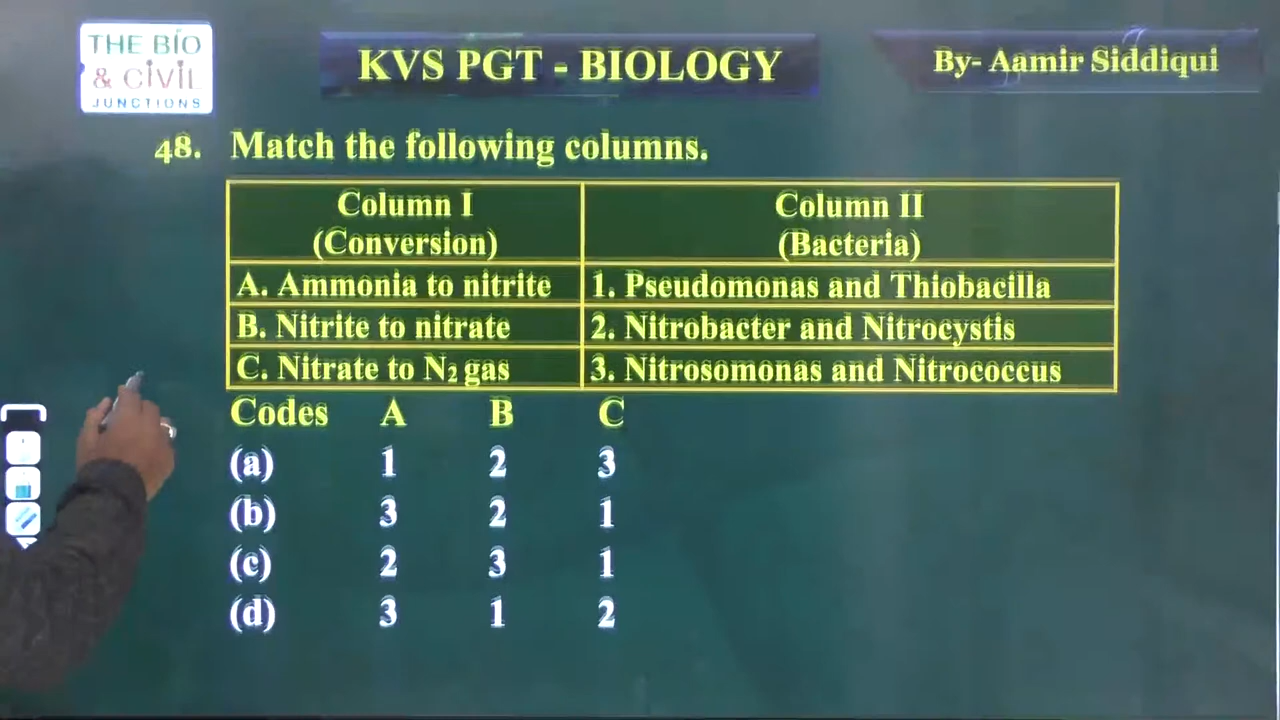 THE BIO
& CIVIL
JUNCTIONS
KVS PGT - BIOLOGY
By- Aamir Siddiqui
48. Match the following columns.
Column I
(Conversion)
Column II
(Bacteria)
A. Ammonia to nitrite
1. Pseudomonas and Thiobacilla
B. Nitrite to nitrate
2. Nitrobacter and Nitrocystis
C. Nitrate to N₂ gas
3. Nitrosomonas and Nitrococcus
Codes A B C
(a) 1 2 3
(b) 3 2 1
(c) 2 3 1
(d) 3 1 2